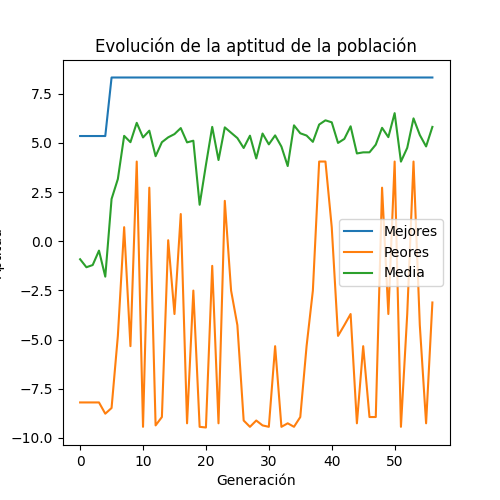 Evolución de la aptitud de la población
7.5
5.0
2.5
0.0
−2.5
−5.0
−7.5
−10.0
Mejores
Peores
Media
0 10 20 30 40 50
Generación